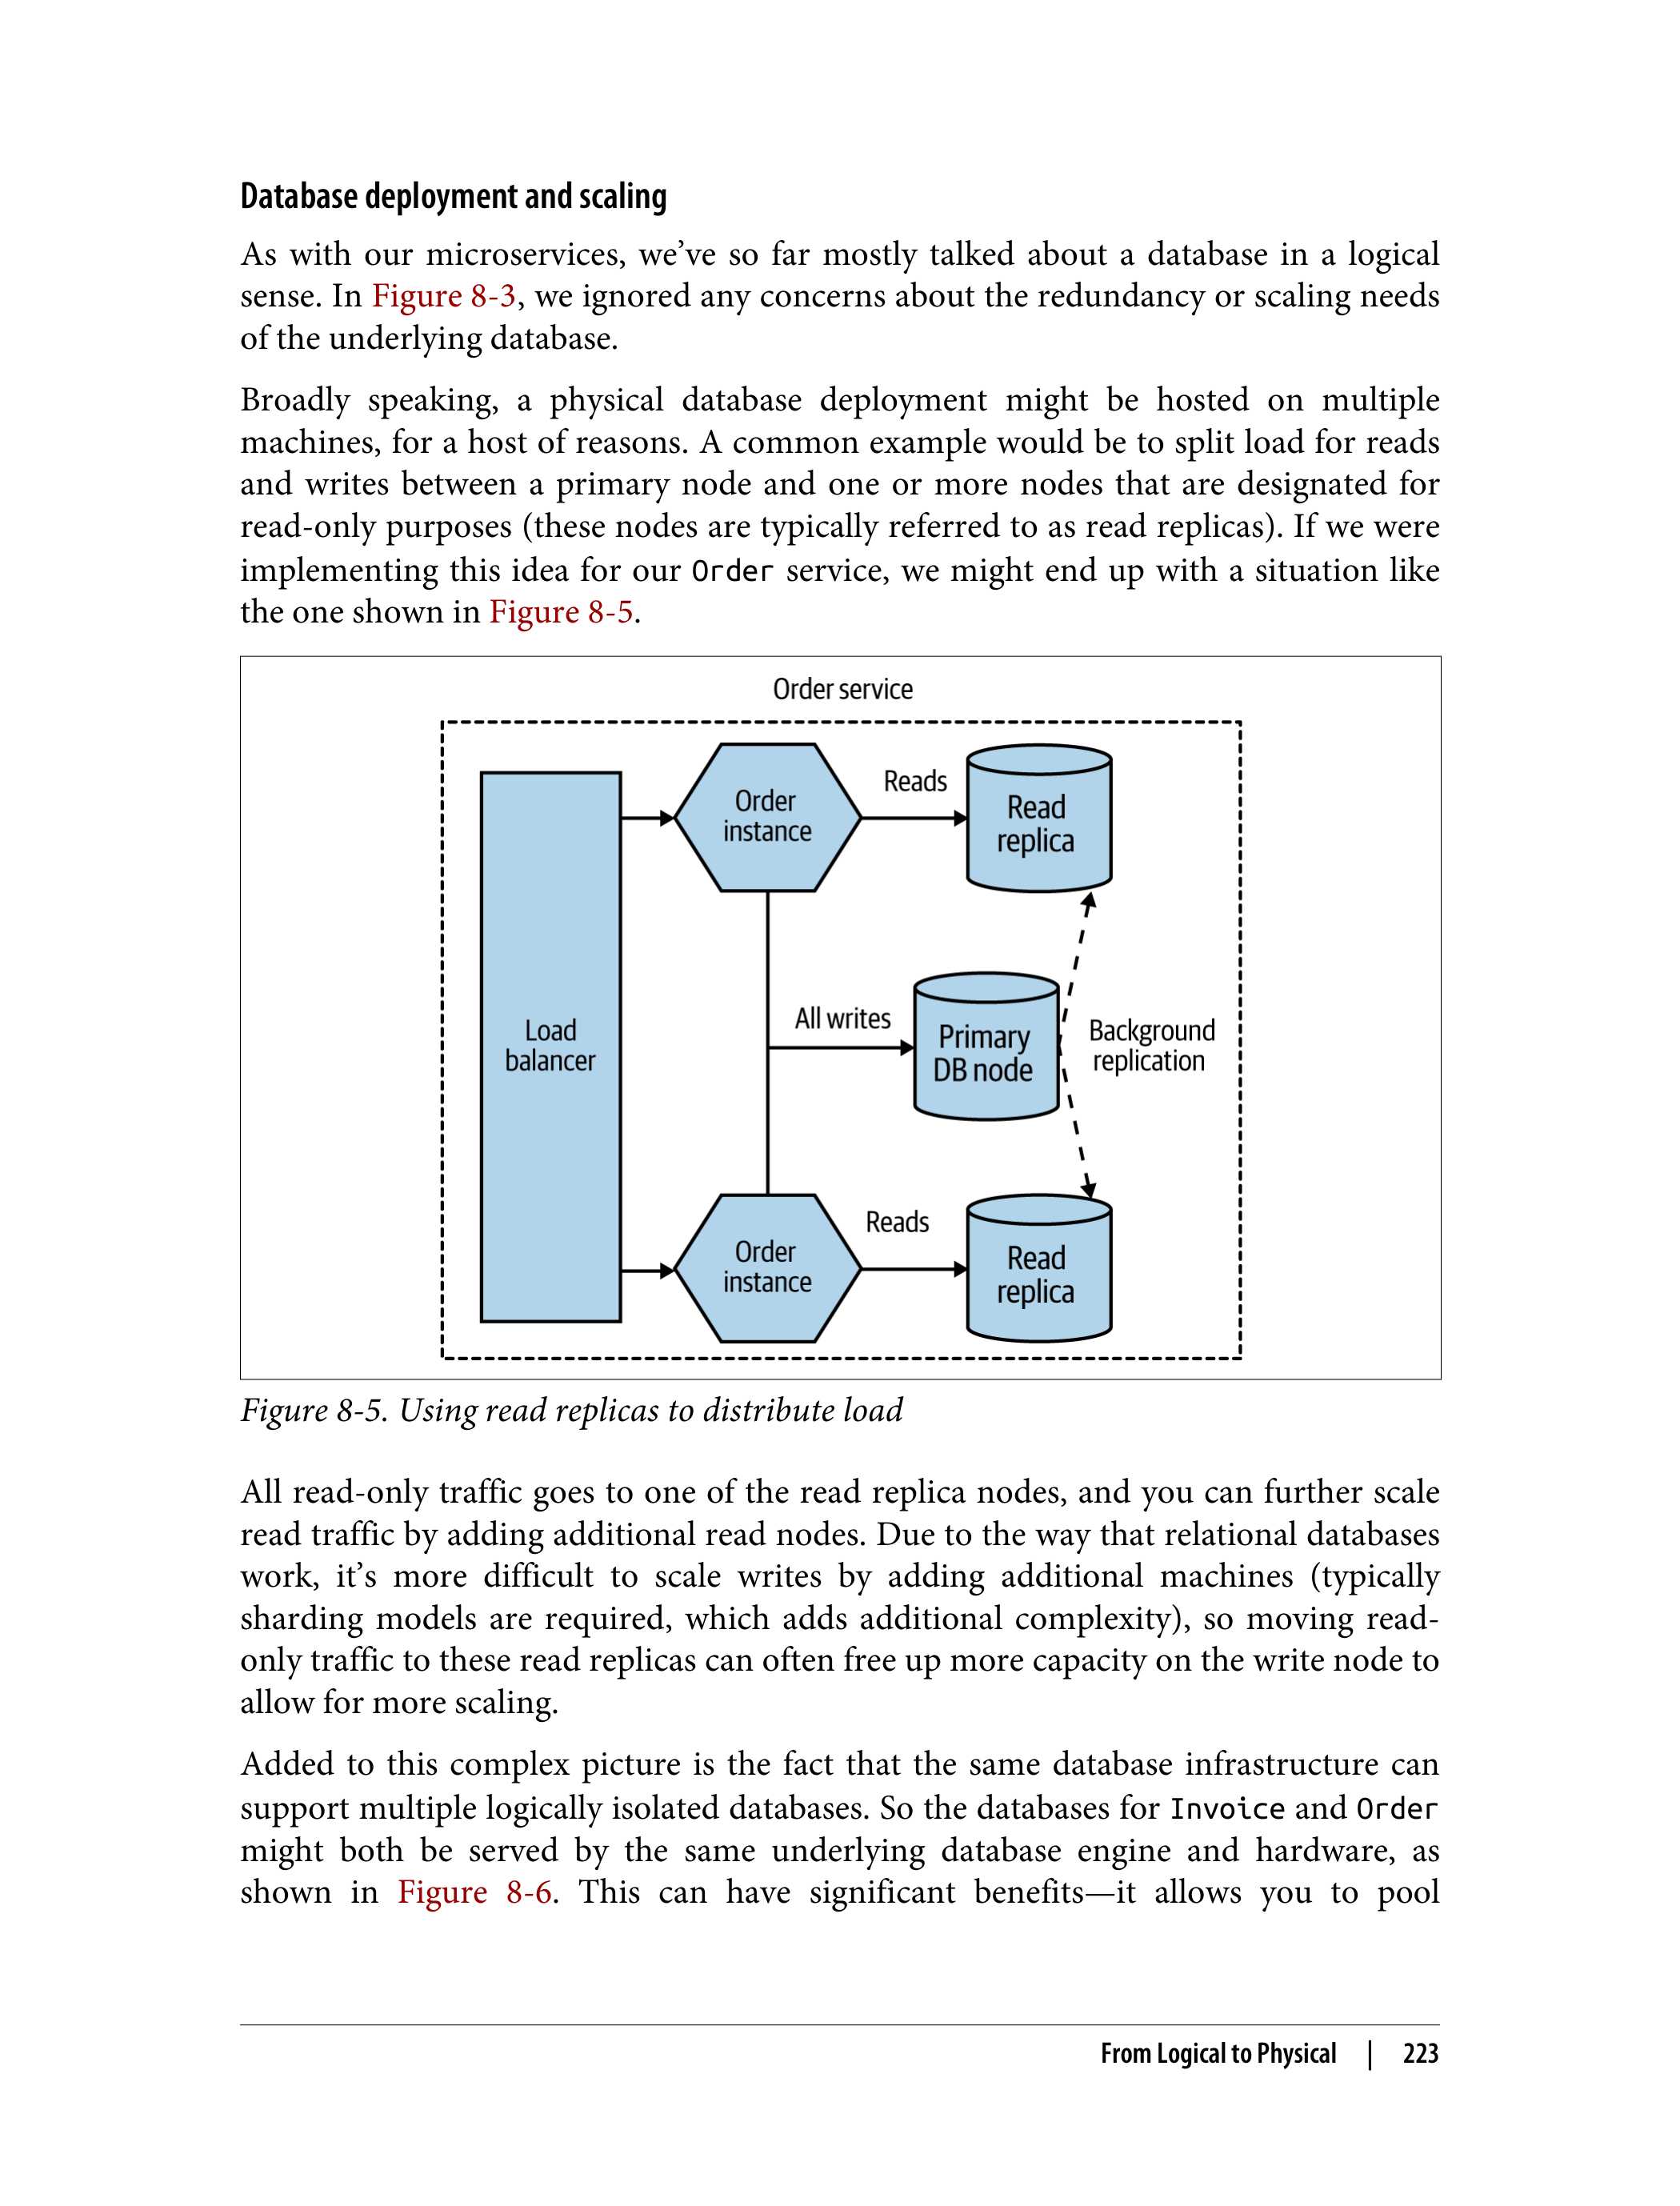 Database deployment and scaling
As with our microservices, we’ve so far mostly talked about a database in a logical
sense. In Figure 8-3, we ignored any concerns about the redundancy or scaling needs
of the underlying database.
Broadly speaking, a physical database deployment might be hosted on multiple
machines, for a host of reasons. A common example would be to split load for reads
and writes between a primary node and one or more nodes that are designated for
read-only purposes (these nodes are typically referred to as read replicas). If we were
implementing this idea for our Order service, we might end up with a situation like
the one shown in Figure 8-5.
Order service
Load
balancer
Order
instance
Reads
Read
replica
All writes
Primary
DB node
Background
replication
Order
instance
Reads
Read
replica
Figure 8-5. Using read replicas to distribute load
All read-only traffic goes to one of the read replica nodes, and you can further scale
read traffic by adding additional read nodes. Due to the way that relational databases
work, it’s more difficult to scale writes by adding additional machines (typically
sharding models are required, which adds additional complexity), so moving read-
only traffic to these read replicas can often free up more capacity on the write node to
allow for more scaling.
Added to this complex picture is the fact that the same database infrastructure can
support multiple logically isolated databases. So the databases for Invoice and Order
might both be served by the same underlying database engine and hardware, as
shown in Figure 8-6. This can have significant benefits—it allows you to pool
From Logical to Physical | 223